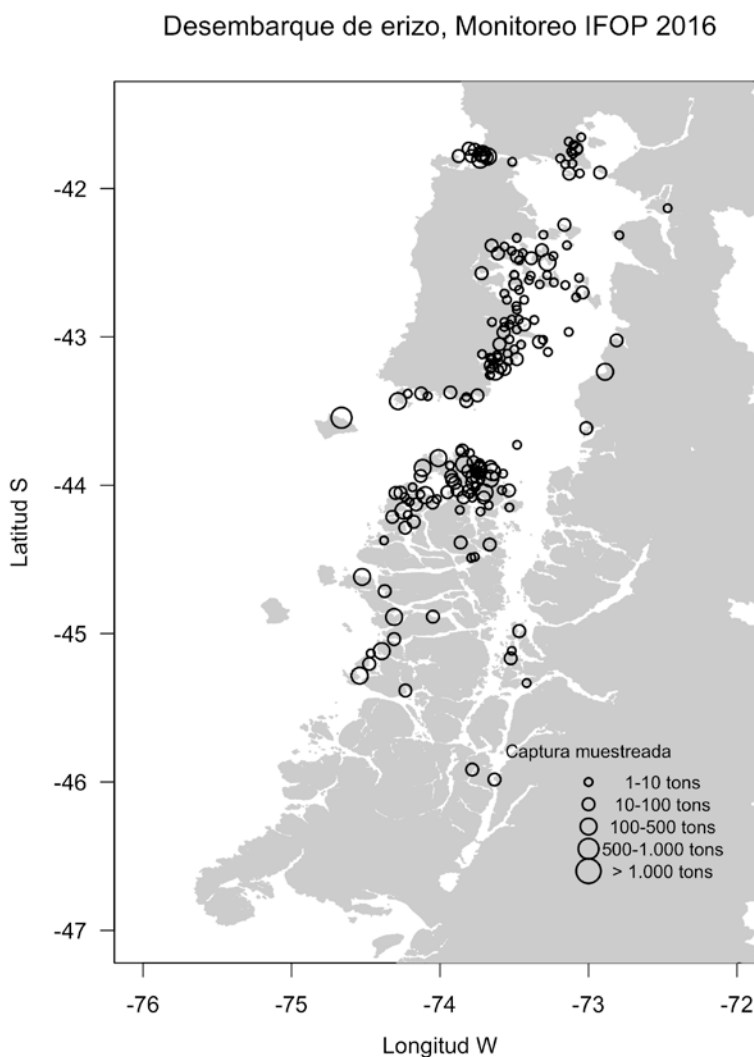 Desembarque de erizo, Monitoreo IFOP 2016
-42
-43
-44
-45
-46
-47
Latitud S
Captura muestreada
1-10 tons
10-100 tons
100-500 tons
500-1.000 tons
> 1.000 tons
-76 -75 -74 -73 -72
Longitud W